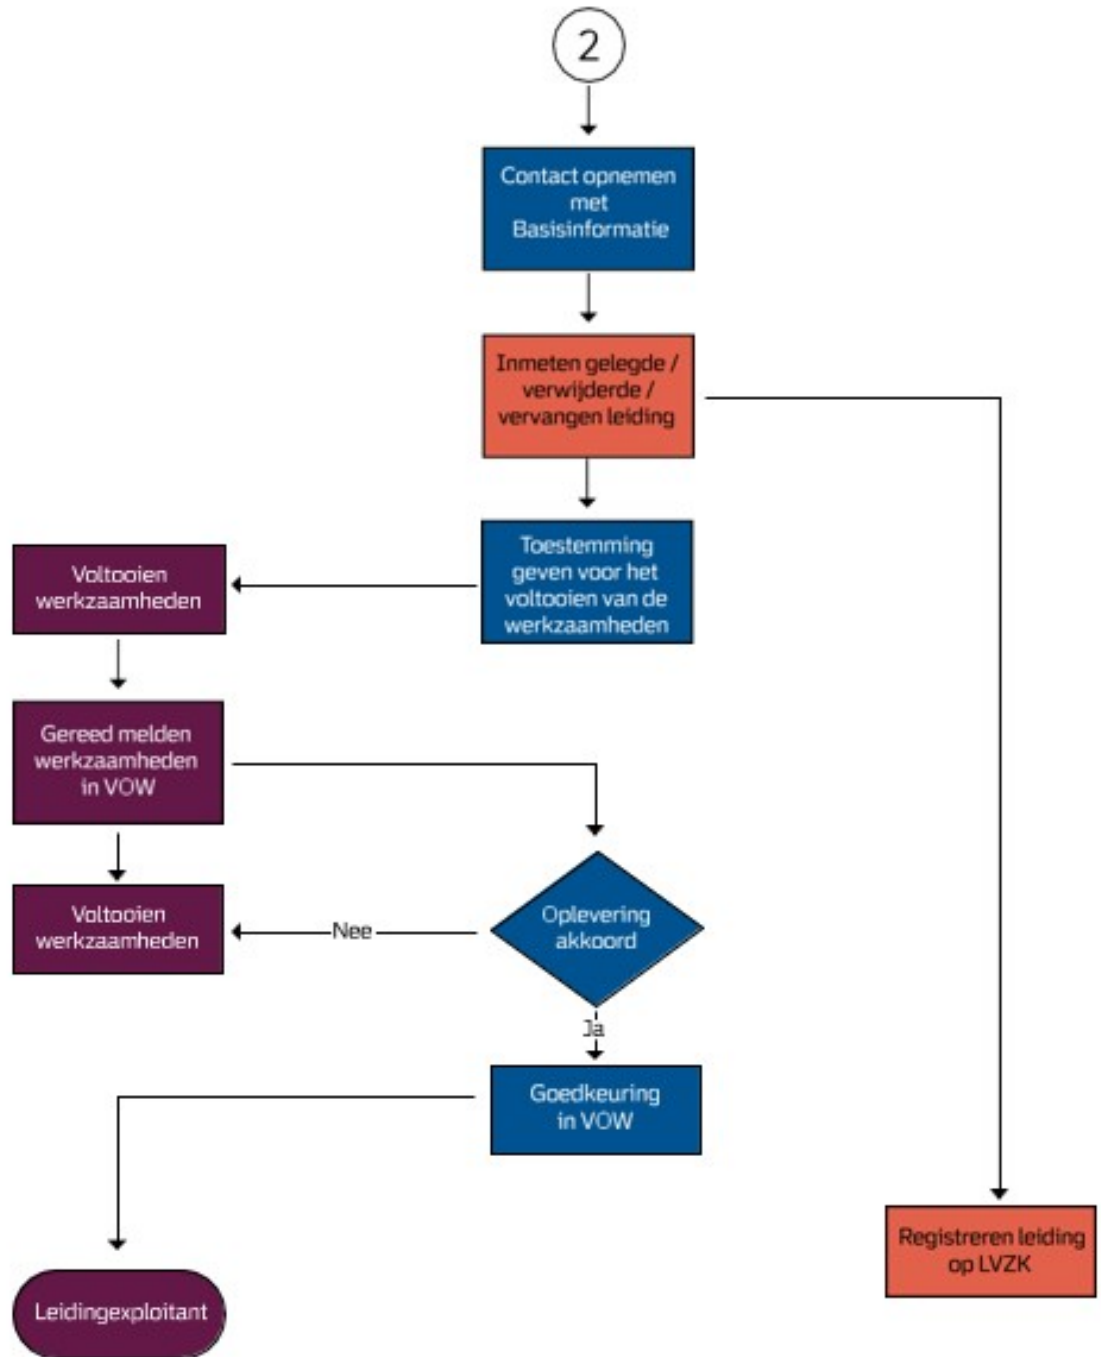 2
Contact opnemen
met
Basisinformatie
Inmeten gelegde /
verwijderde /
vervangen leiding
Toestemming
geven voor het
voltooien van de
werkzaamheden
Voltooien
werkzaamheden
Gereed melden
werkzaamheden
in VOW
Voltooien
werkzaamheden
Nee
Oplevering
akkoord
Ja
Goedkeuring
in VOW
Registreren leiding
op LVZK
Leidingexploitant